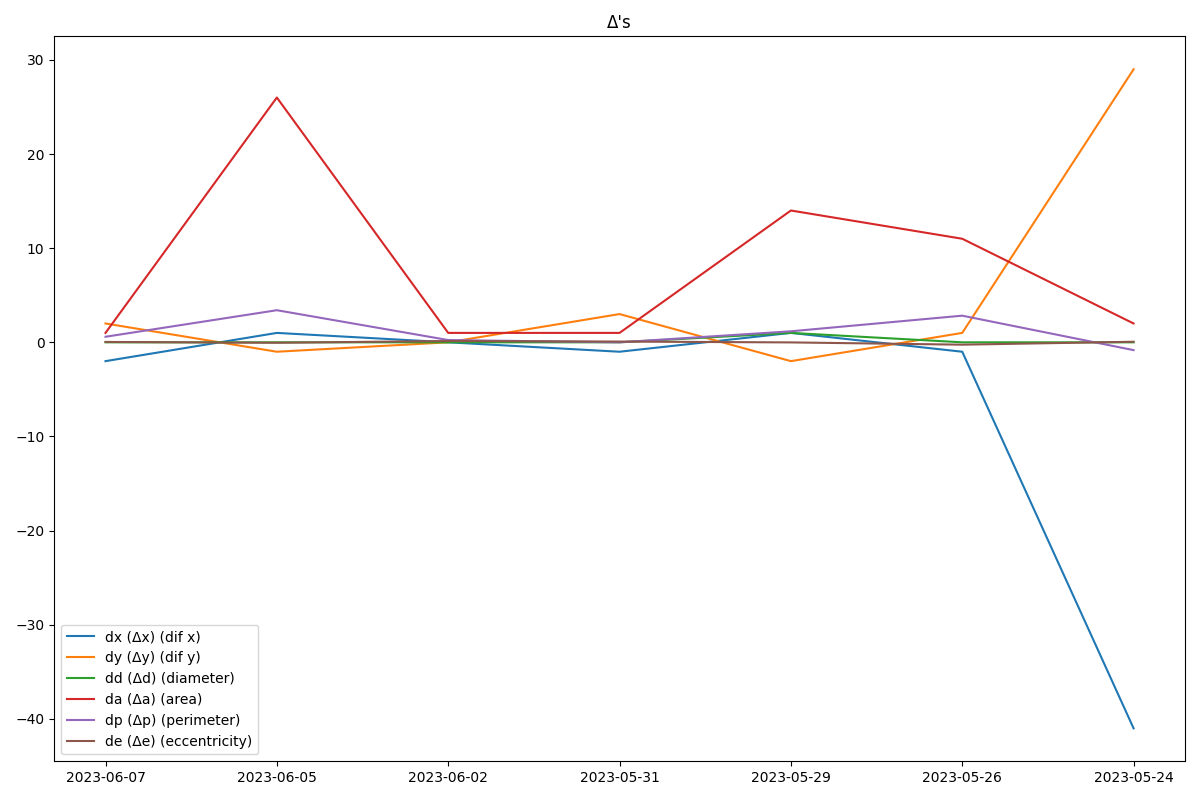 Δ's
30
20
10
0
−10
−20
−30
−40
dx (Δx) (dif x)
dy (Δy) (dif y)
dd (Δd) (diameter)
da (Δa) (area)
dp (Δp) (perimeter)
de (Δe) (eccentricity)
2023-06-07 2023-06-05 2023-06-02 2023-05-31 2023-05-29 2023-05-26 2023-05-24